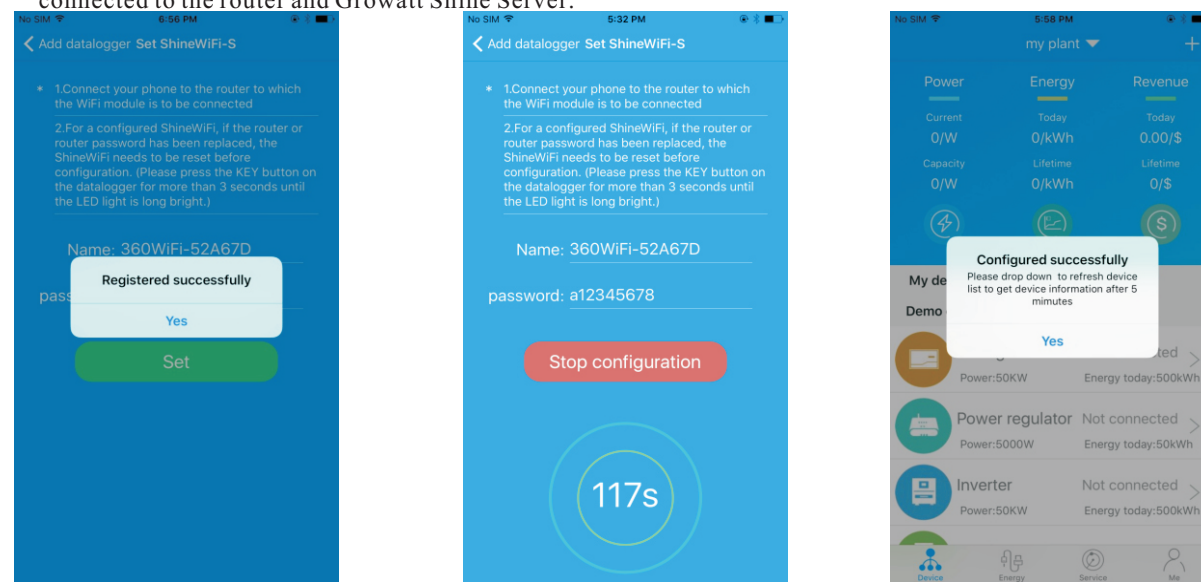 connected to the router and Growatt Shine Server.
No SIM 6:56 PM
Add datalogger Set ShineWiFi-S
* 1.Connect your phone to the router to which
the WiFi module is to be connected
2.For a configured ShineWiFi, if the router or
router password has been replaced, the
ShineWiFi needs to be reset before
configuration. (Please press the KEY button on
the datalogger for more than 3 seconds until
the LED light is long bright.)
Name: 360WiFi-52A67D
Registered successfully
pass
Yes
Set
No SIM 5:32 PM
Add datalogger Set ShineWiFi-S
* 1.Connect your phone to the router to which
the WiFi module is to be connected
2.For a configured ShineWiFi, if the router or
router password has been replaced, the
ShineWiFi needs to be reset before
configuration. (Please press the KEY button on
the datalogger for more than 3 seconds until
the LED light is long bright.)
Name: 360WiFi-52A67D
password: a12345678
Stop configuration
117s
No SIM 5:58 PM
my plant +
Power Energy Revenue
Current Today Today
0/W 0/kWh 0.00/$
Capacity Lifetime Lifetime
0/W 0/kWh 0/$
$
Configured successfully
Please drop down to refresh device
list to get device information after 5
mimutes
Yes
My de
Demo
ted
Power:50KW Energy today:500kWh
Power regulator Not connected
Power:5000W Energy today:50kWh
Inverter Not connected
Power:50KW Energy today:500kWh
Device Energy Service Me